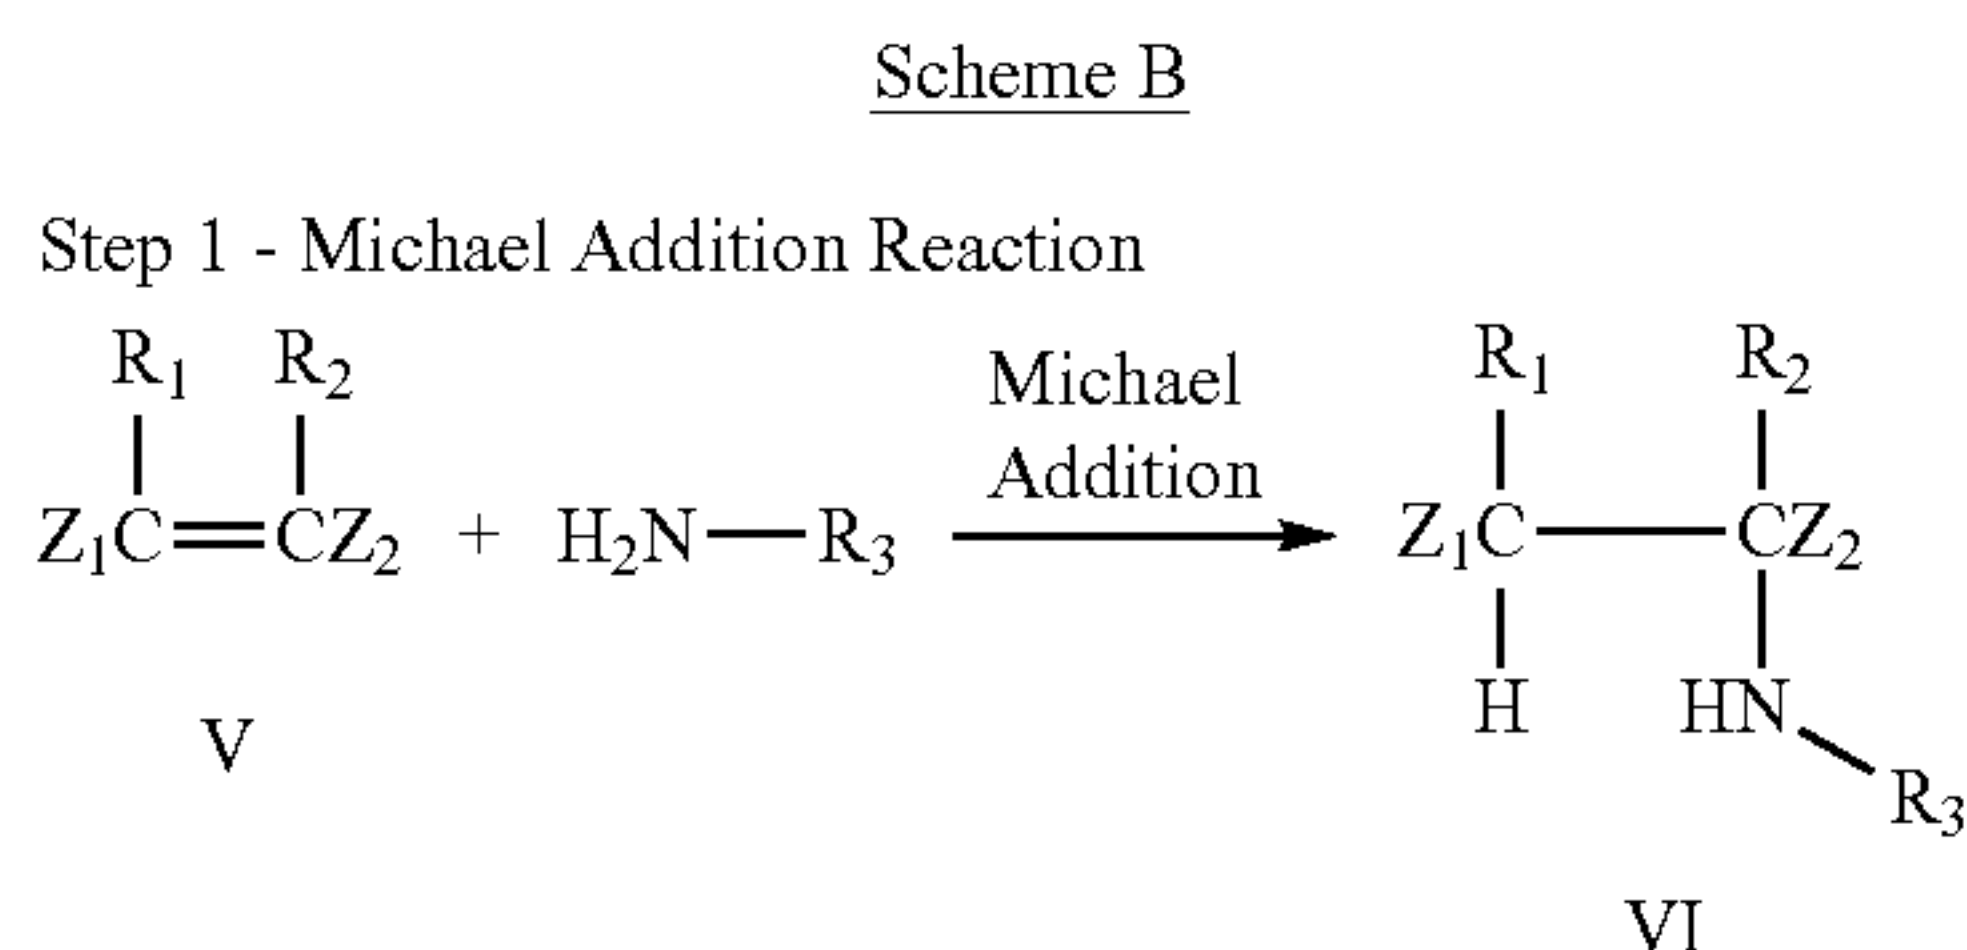 Scheme B
Step 1 - Michael Addition Reaction
R1 R2
Michael
Addition
R1 R2
Z1C=CZ2 + H2N—R3
Z1C—CZ2
H HN
R3
V
VI